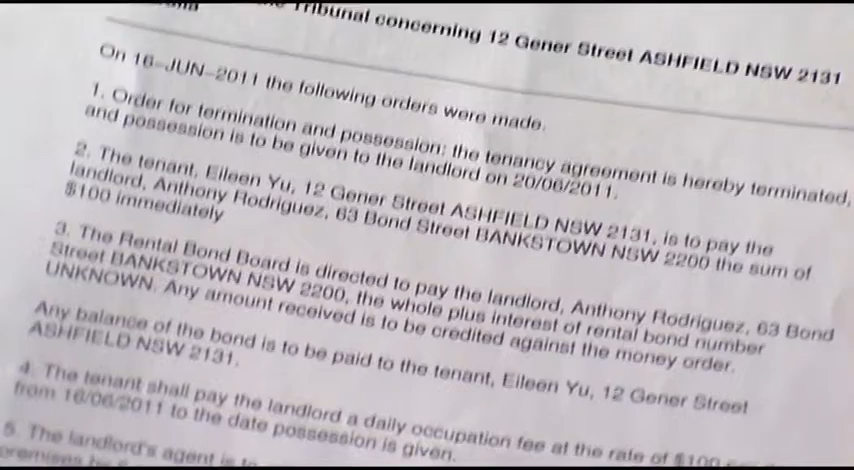 Tribunal concerning 12 Gener Street ASHFIELD NSW 2131
On 16-JUN-2011 the following orders were made.
1. Order for termination and possession: the tenancy agreement is hereby terminated,
and possession is to be given to the landlord on 20/06/2011.
2. The tenant, Eileen Yu, 12 Gener Street ASHFIELD NSW 2131, is to pay the
landlord, Anthony Rodriguez, 63 Bond Street BANKSTOWN NSW 2200 the sum of
$100 immediately
3. The Rental Bond Board is directed to pay the landlord, Anthony Rodriguez, 63 Bond
Street BANKSTOWN NSW 2200, the whole plus interest of rental bond number
UNKNOWN. Any amount received is to be credited against the money order.
Any balance of the bond is to be paid to the tenant, Eileen Yu, 12 Gener Street
ASHFIELD NSW 2131.
4. The tenant shall pay the landlord a daily occupation fee at the rate of $100
from 16/06/2011 to the date possession is given.
5. The landlord's agent is to
premises